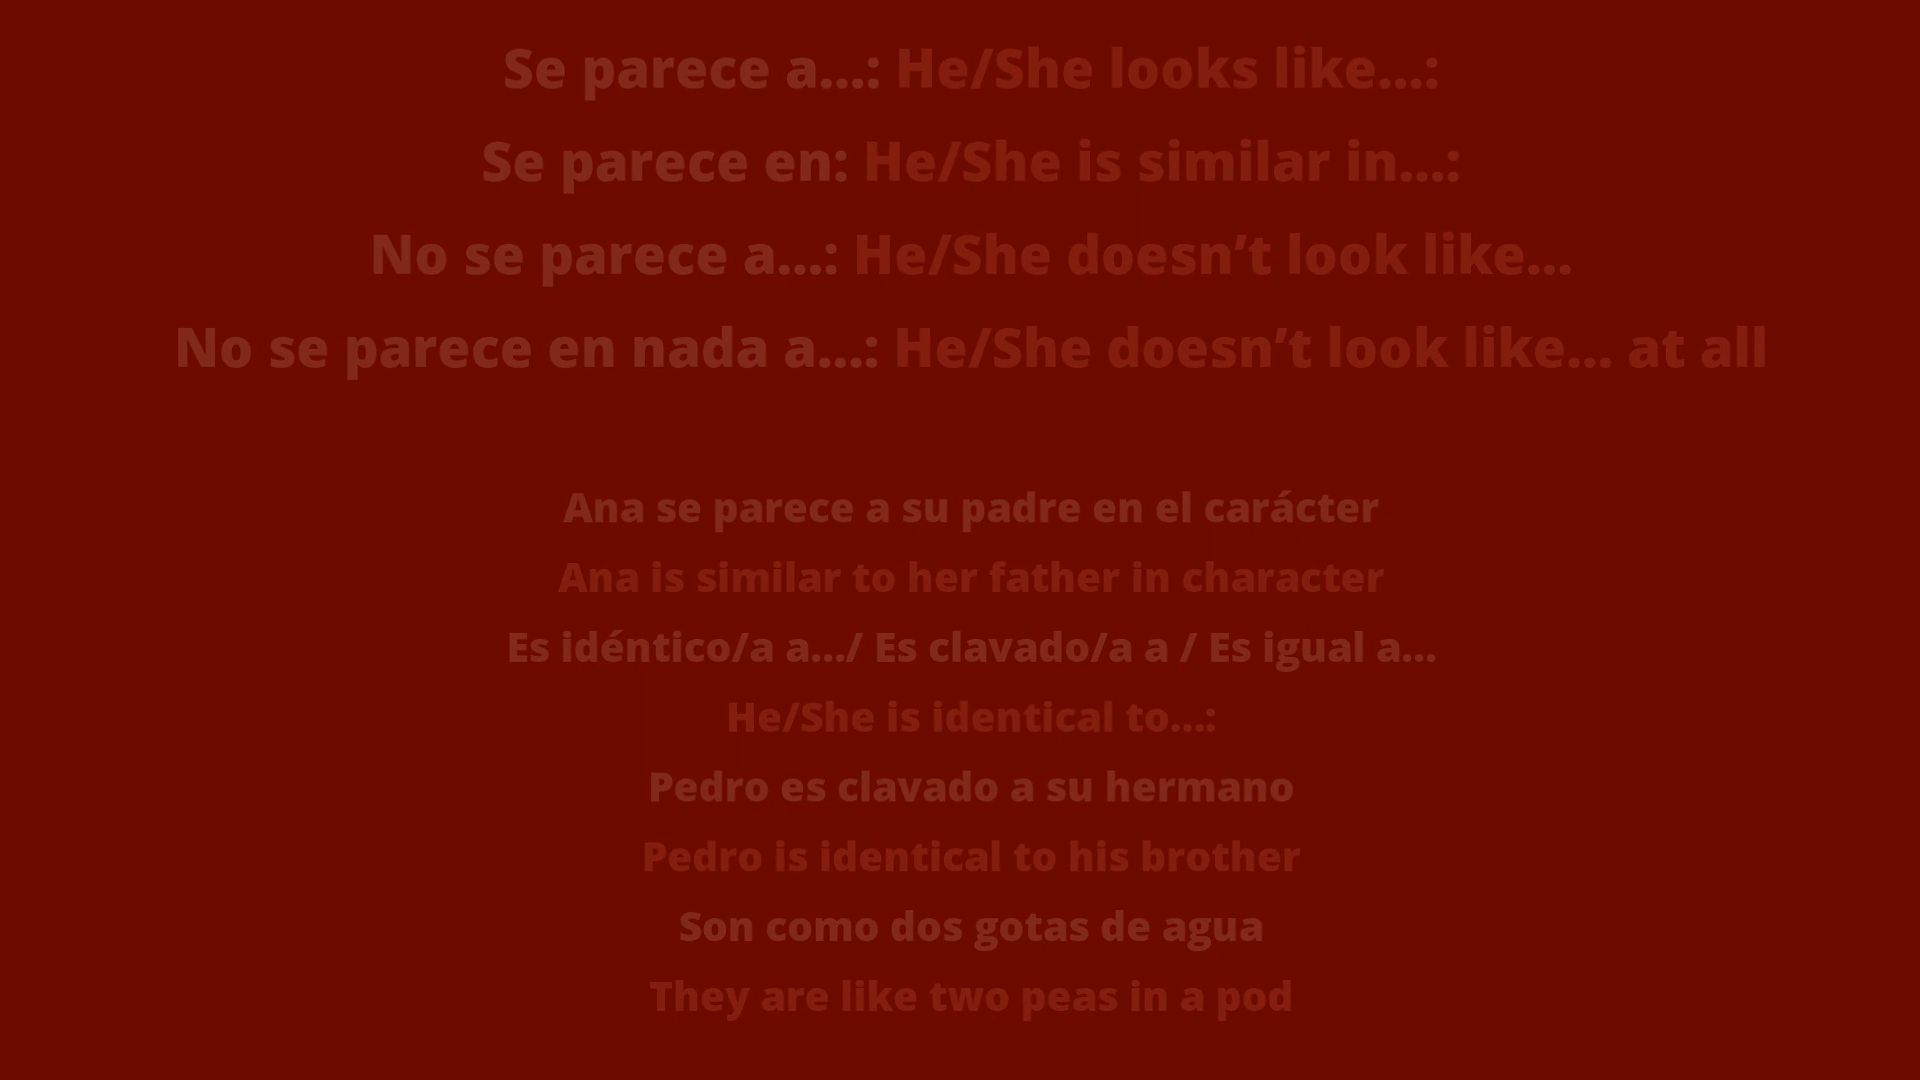 Se parece a...: He/She looks like...:
Se parece en: He/She is similar in...:
No se parece a...: He/She doesn’t look like...
No se parece en nada a...: He/She doesn’t look like... at all
Ana se parece a su padre en el carácter
Ana is similar to her father in character
Es idéntico/a a.../ Es clavado/a a / Es igual a...
He/She is identical to...:
Pedro es clavado a su hermano
Pedro is identical to his brother
Son como dos gotas de agua
They are like two peas in a pod